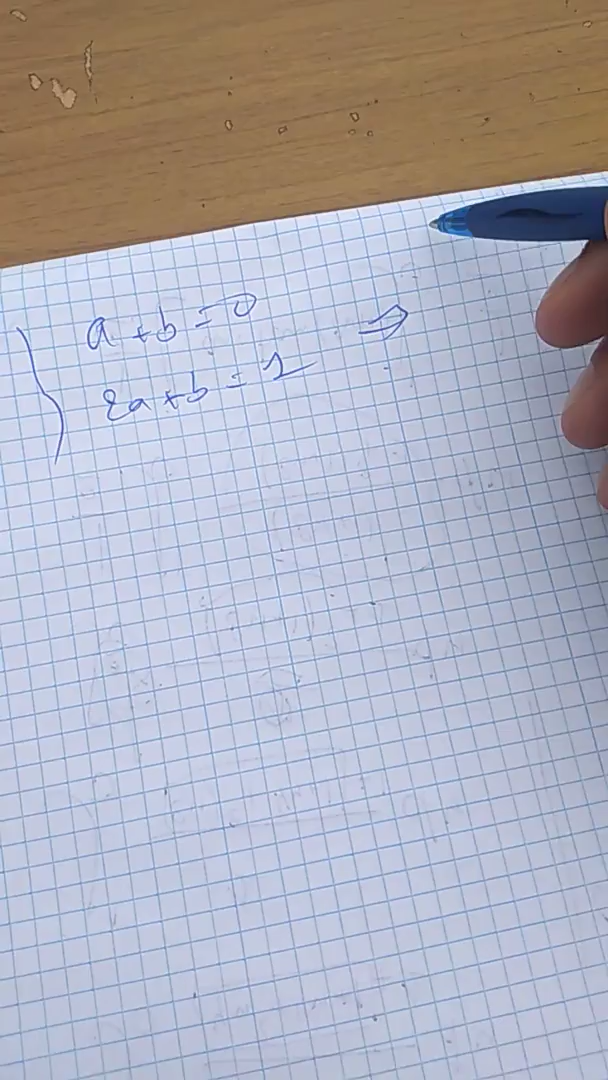 a + b = 0 ⇒
2a + b = 1